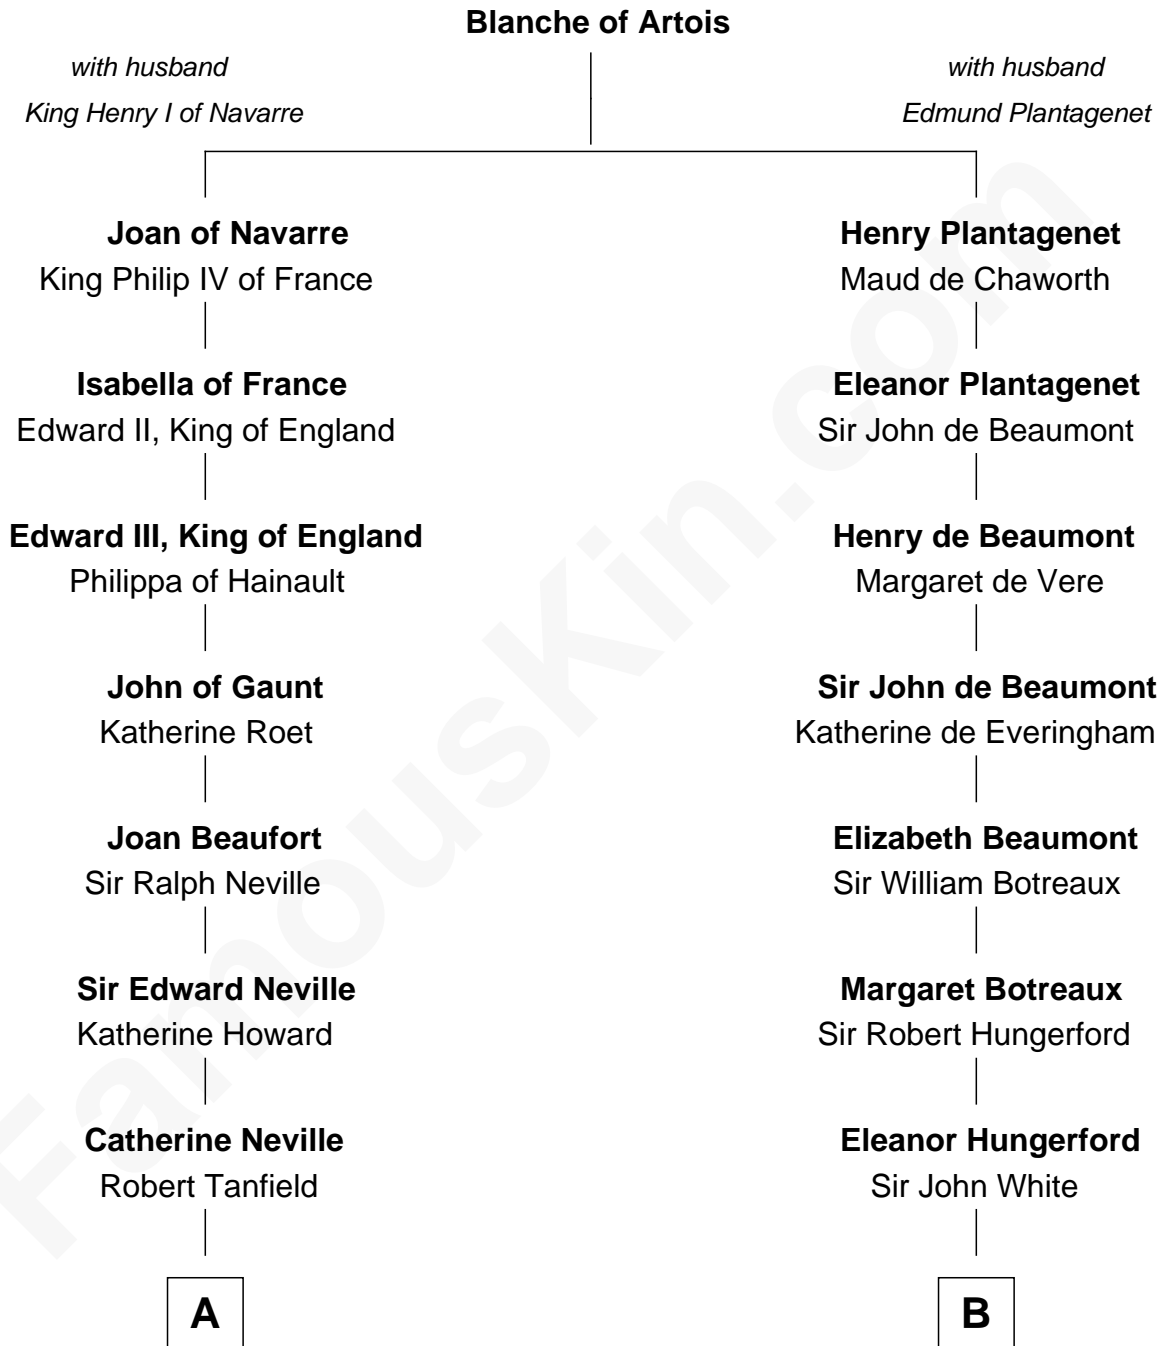 Blanche of Artois
with husband
King Henry I of Navarre
with husband
Edmund Plantagenet
Joan of Navarre
King Philip IV of France
Henry Plantagenet
Maud de Chaworth
Isabella of France
Edward II, King of England
Eleanor Plantagenet
Sir John de Beaumont
Edward III, King of England
Philippa of Hainault
Henry de Beaumont
Margaret de Vere
John of Gaunt
Katherine Roet
Sir John de Beaumont
Katherine de Everingham
Joan Beaufort
Sir Ralph Neville
Elizabeth Beaumont
Sir William Botreaux
Sir Edward Neville
Katherine Howard
Margaret Botreaux
Sir Robert Hungerford
Catherine Neville
Robert Tanfield
Eleanor Hungerford
Sir John White
A
B
FamousKin.com